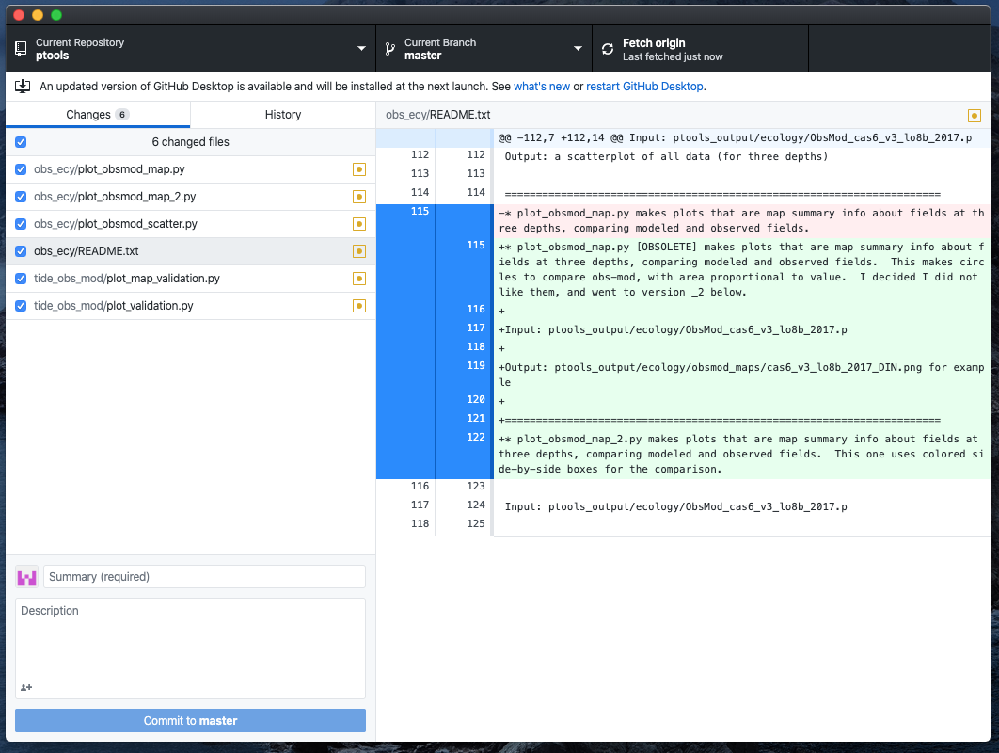 Current Repository
ptools
Current Branch
master
Fetch origin
Last fetched just now
An updated version of GitHub Desktop is available and will be installed at the next launch. See what's new or restart GitHub Desktop.
Changes 6
History
obs_ecy/README.txt
6 changed files
obs_ecy/plot_obsmod_map.py
obs_ecy/plot_obsmod_map_2.py
obs_ecy/plot_obsmod_scatter.py
obs_ecy/README.txt
tide_obs_mod/plot_map_validation.py
tide_obs_mod/plot_validation.py
Summary (required)
Description
Commit to master
@@ -112,7 +112,14 @@ Input: ptools_output/ecology/ObsMod_cas6_v3_lo8b_2017.p
112 112 Output: a scatterplot of all data (for three depths)
113 113
114 114 ======================================================================
115 -* plot_obsmod_map.py makes plots that are map summary info about fields at th
ree depths, comparing modeled and observed fields.
115 +* plot_obsmod_map.py [OBSOLETE] makes plots that are map summary info about f
ields at three depths, comparing modeled and observed fields.  This makes circ
les to compare obs-mod, with area proportional to value.  I decided I did not
like them, and went to version _2 below.
116 +
117 +Input: ptools_output/ecology/ObsMod_cas6_v3_lo8b_2017.p
118 +
119 +Output: ptools_output/ecology/obsmod_maps/cas6_v3_lo8b_2017_DIN.png for examp
le
120 +
121 +======================================================================
122 +* plot_obsmod_map_2.py makes plots that are map summary info about fields at
three depths, comparing modeled and observed fields.  This one uses colored si
de-by-side boxes for the comparison.
116 123
117 124 Input: ptools_output/ecology/ObsMod_cas6_v3_lo8b_2017.p
118 125